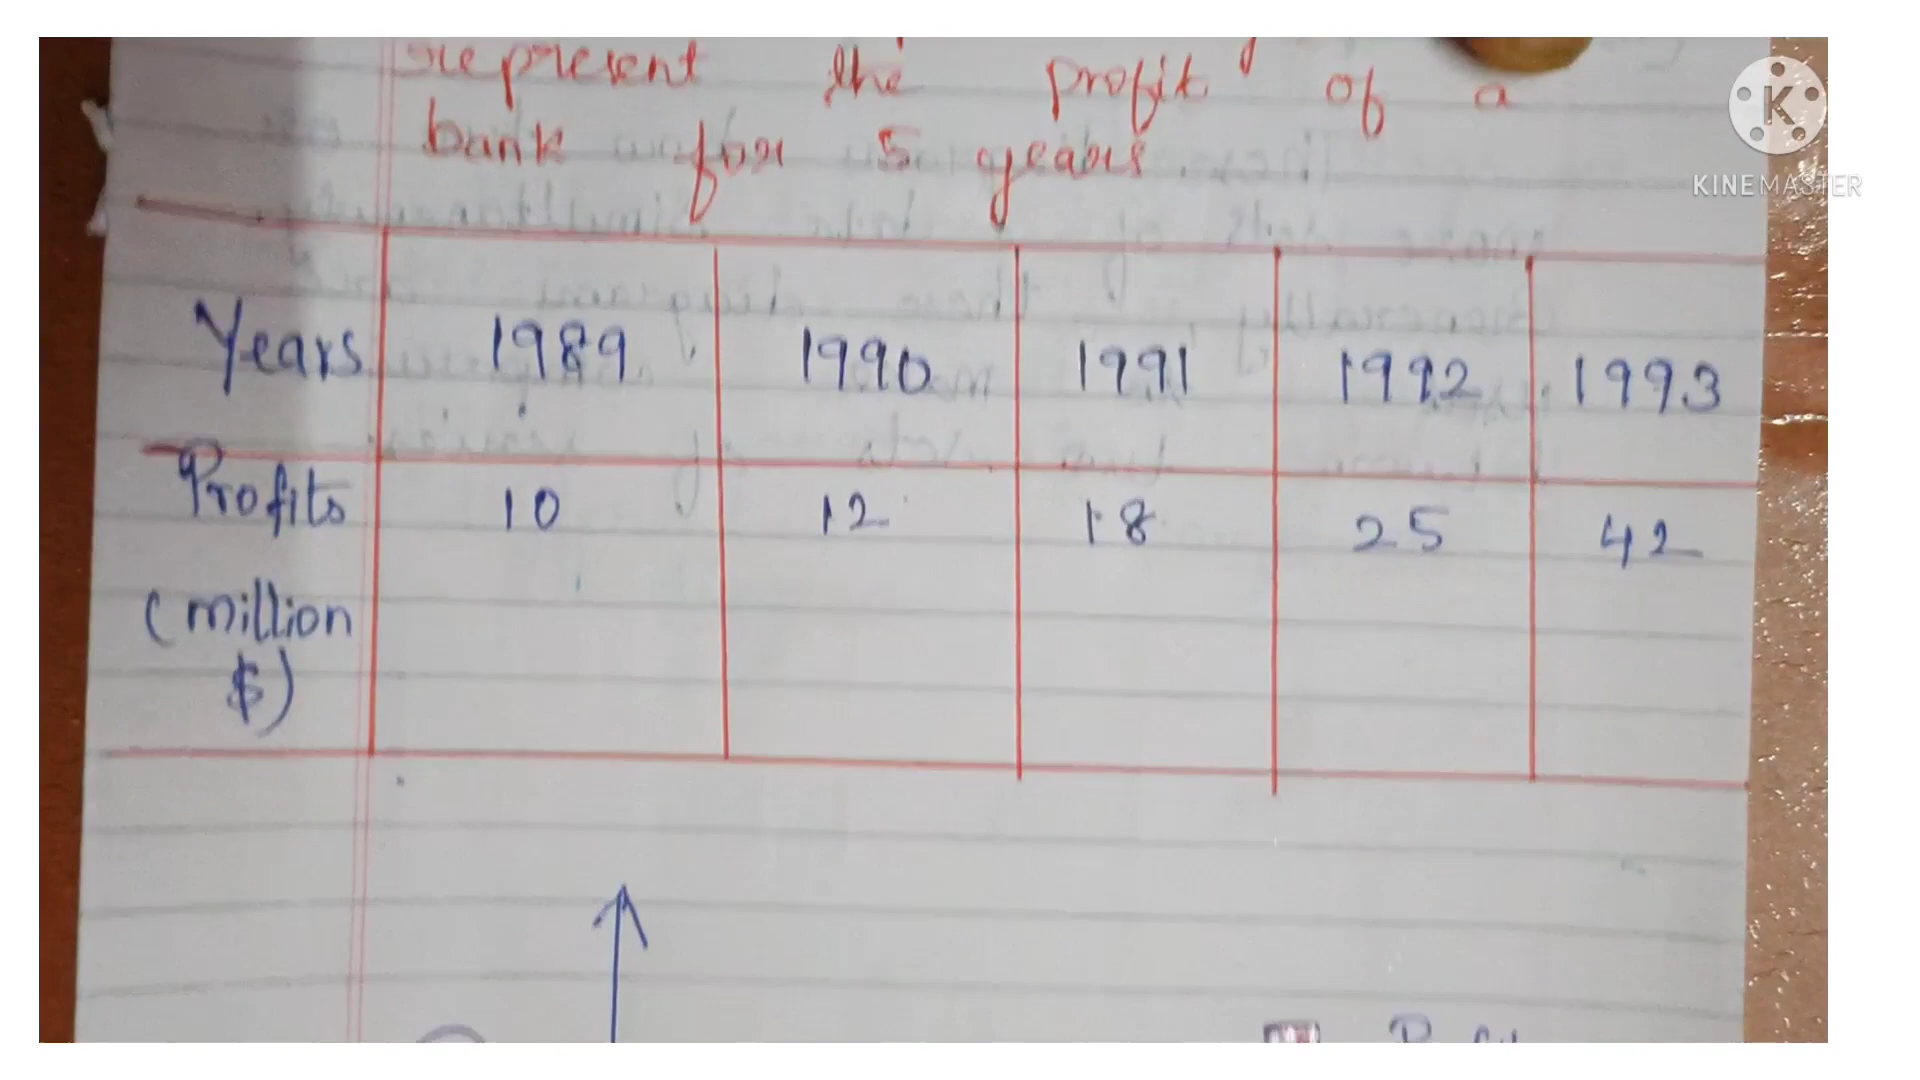 represent the profit of a
bank for 5 years.
KINEMASTER
Years 1989 1990 1991 1992 1993
Profits 10 12 18 25 42
(million
$)